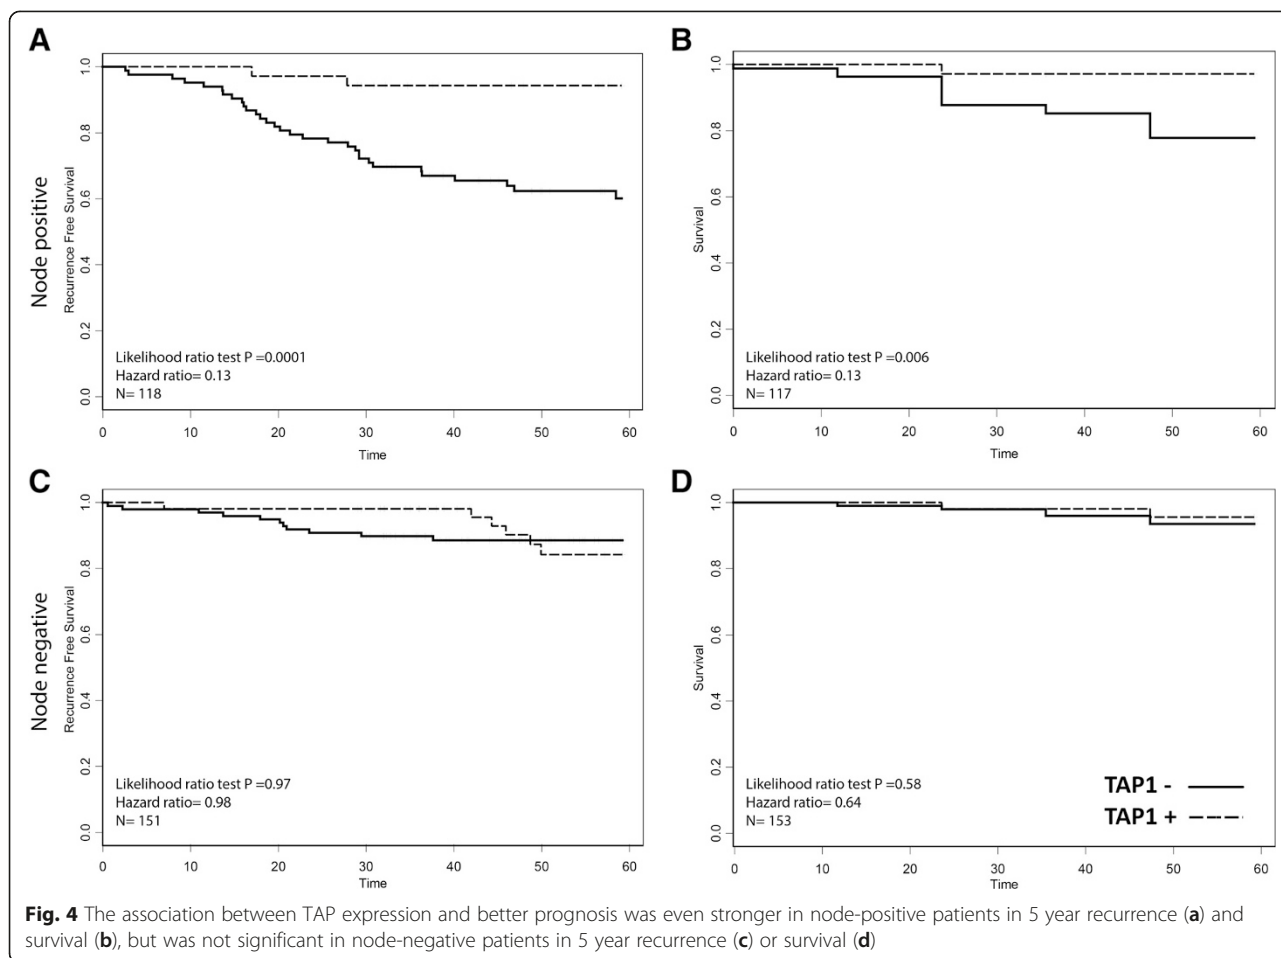 A
Node positive
Recurrence Free Survival
1.0
0.8
0.6
0.4
0.2
0.0
Likelihood ratio test P =0.0001
Hazard ratio= 0.13
N= 118
0 10 20 30 40 50 60
Time
B
Survival
1.0
0.8
0.6
0.4
0.2
0.0
Likelihood ratio test P =0.006
Hazard ratio= 0.13
N= 117
0 10 20 30 40 50 60
Time
C
Node negative
Recurrence Free Survival
1.0
0.8
0.6
0.4
0.2
0.0
Likelihood ratio test P =0.97
Hazard ratio= 0.98
N= 151
0 10 20 30 40 50 60
Time
D
Survival
1.0
0.8
0.6
0.4
0.2
0.0
Likelihood ratio test P =0.58
Hazard ratio= 0.64
N= 153
TAP1 -
TAP1 +
0 10 20 30 40 50 60
Time
Fig. 4 The association between TAP expression and better prognosis was even stronger in node-positive patients in 5 year recurrence (a) and
survival (b), but was not significant in node-negative patients in 5 year recurrence (c) or survival (d)